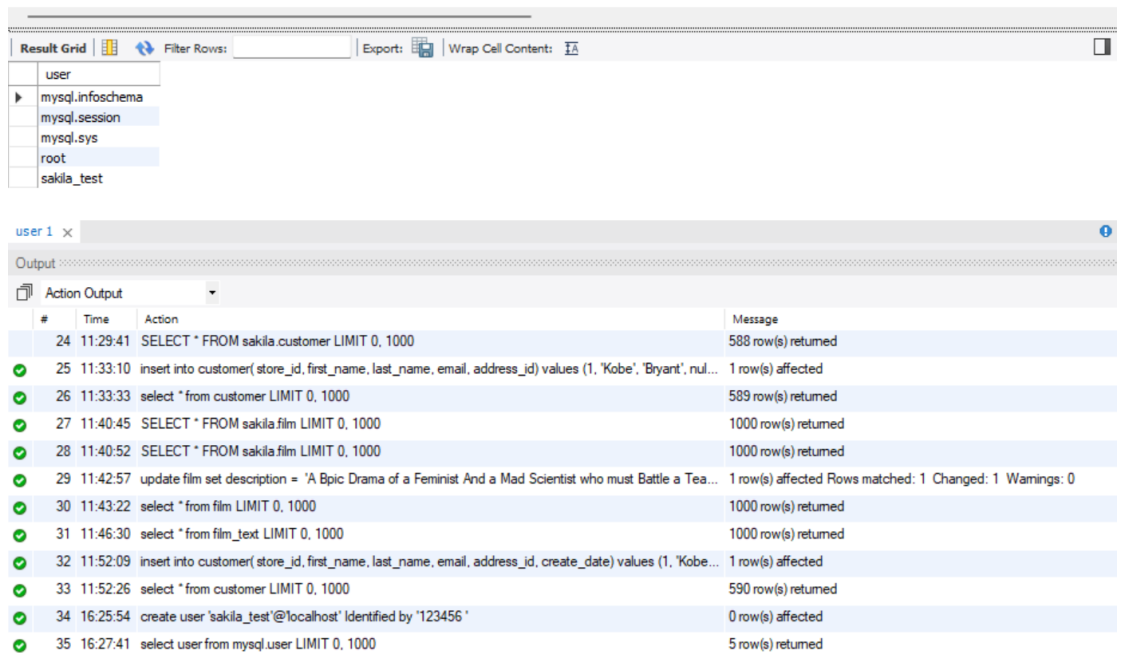 Result Grid Filter Rows: Export: Wrap Cell Content: IA
user
mysql.infoschema
mysql.session
mysql.sys
root
sakila_test
user 1 ×
Output
Action Output
# Time Action Message
24 11:29:41 SELECT * FROM sakila.customer LIMIT 0, 1000 588 row(s) returned
25 11:33:10 insert into customer( store_id, first_name, last_name, email, address_id) values (1, 'Kobe', 'Bryant', nul... 1 row(s) affected
26 11:33:33 select * from customer LIMIT 0, 1000 589 row(s) returned
27 11:40:45 SELECT * FROM sakila.film LIMIT 0, 1000 1000 row(s) returned
28 11:40:52 SELECT * FROM sakila.film LIMIT 0, 1000 1000 row(s) returned
29 11:42:57 update film set description = 'A Bpic Drama of a Feminist And a Mad Scientist who must Battle a Tea... 1 row(s) affected Rows matched: 1 Changed: 1 Warnings: 0
30 11:43:22 select * from film LIMIT 0, 1000 1000 row(s) returned
31 11:46:30 select * from film_text LIMIT 0, 1000 1000 row(s) returned
32 11:52:09 insert into customer( store_id, first_name, last_name, email, address_id, create_date) values (1, 'Kobe... 1 row(s) affected
33 11:52:26 select * from customer LIMIT 0, 1000 590 row(s) returned
34 16:25:54 create user 'sakila_test'@'localhost' Identified by '123456 ' 0 row(s) affected
35 16:27:41 select user from mysql.user LIMIT 0, 1000 5 row(s) returned